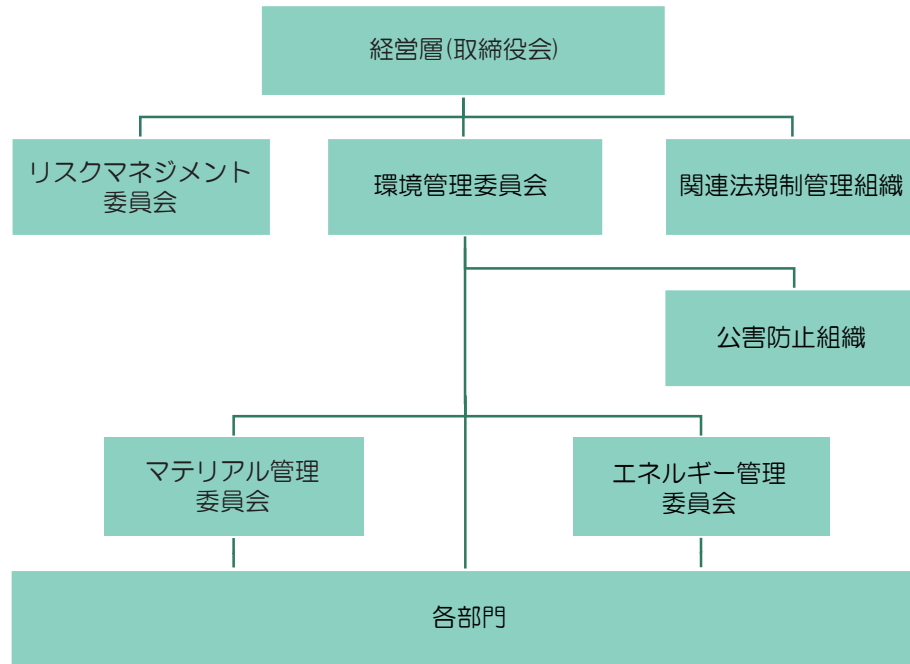 経営層(取締役会)
リスクマネジメント
委員会
環境管理委員会
関連法規制管理組織
公害防止組織
マテリアル管理
委員会
エネルギー管理
委員会
各部門